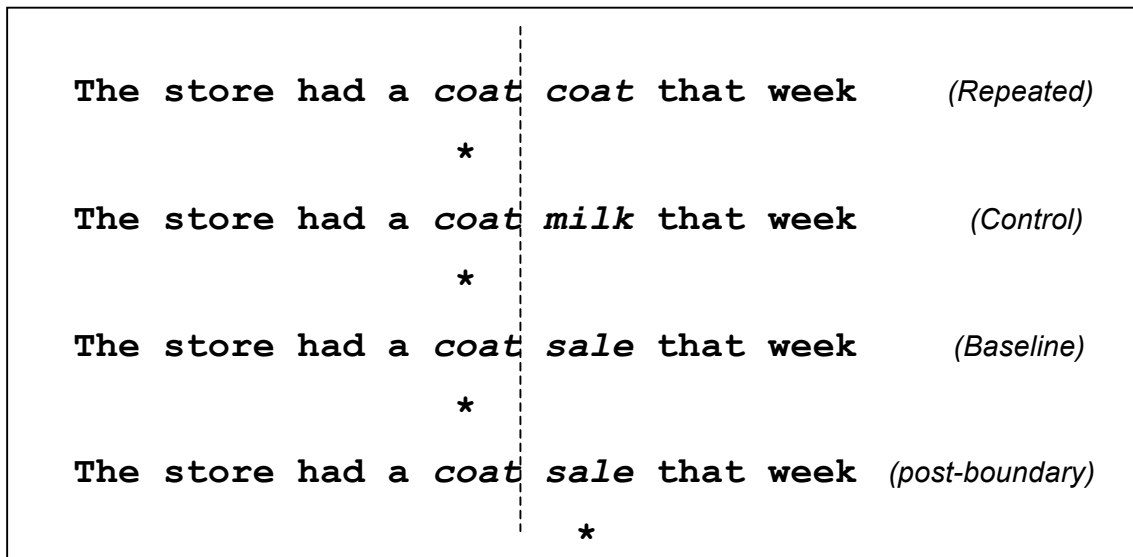 The store had a coat coat that week (Repeated)
*
The store had a coat milk that week (Control)
*
The store had a coat sale that week (Baseline)
*
The store had a coat sale that week (post-boundary)
*